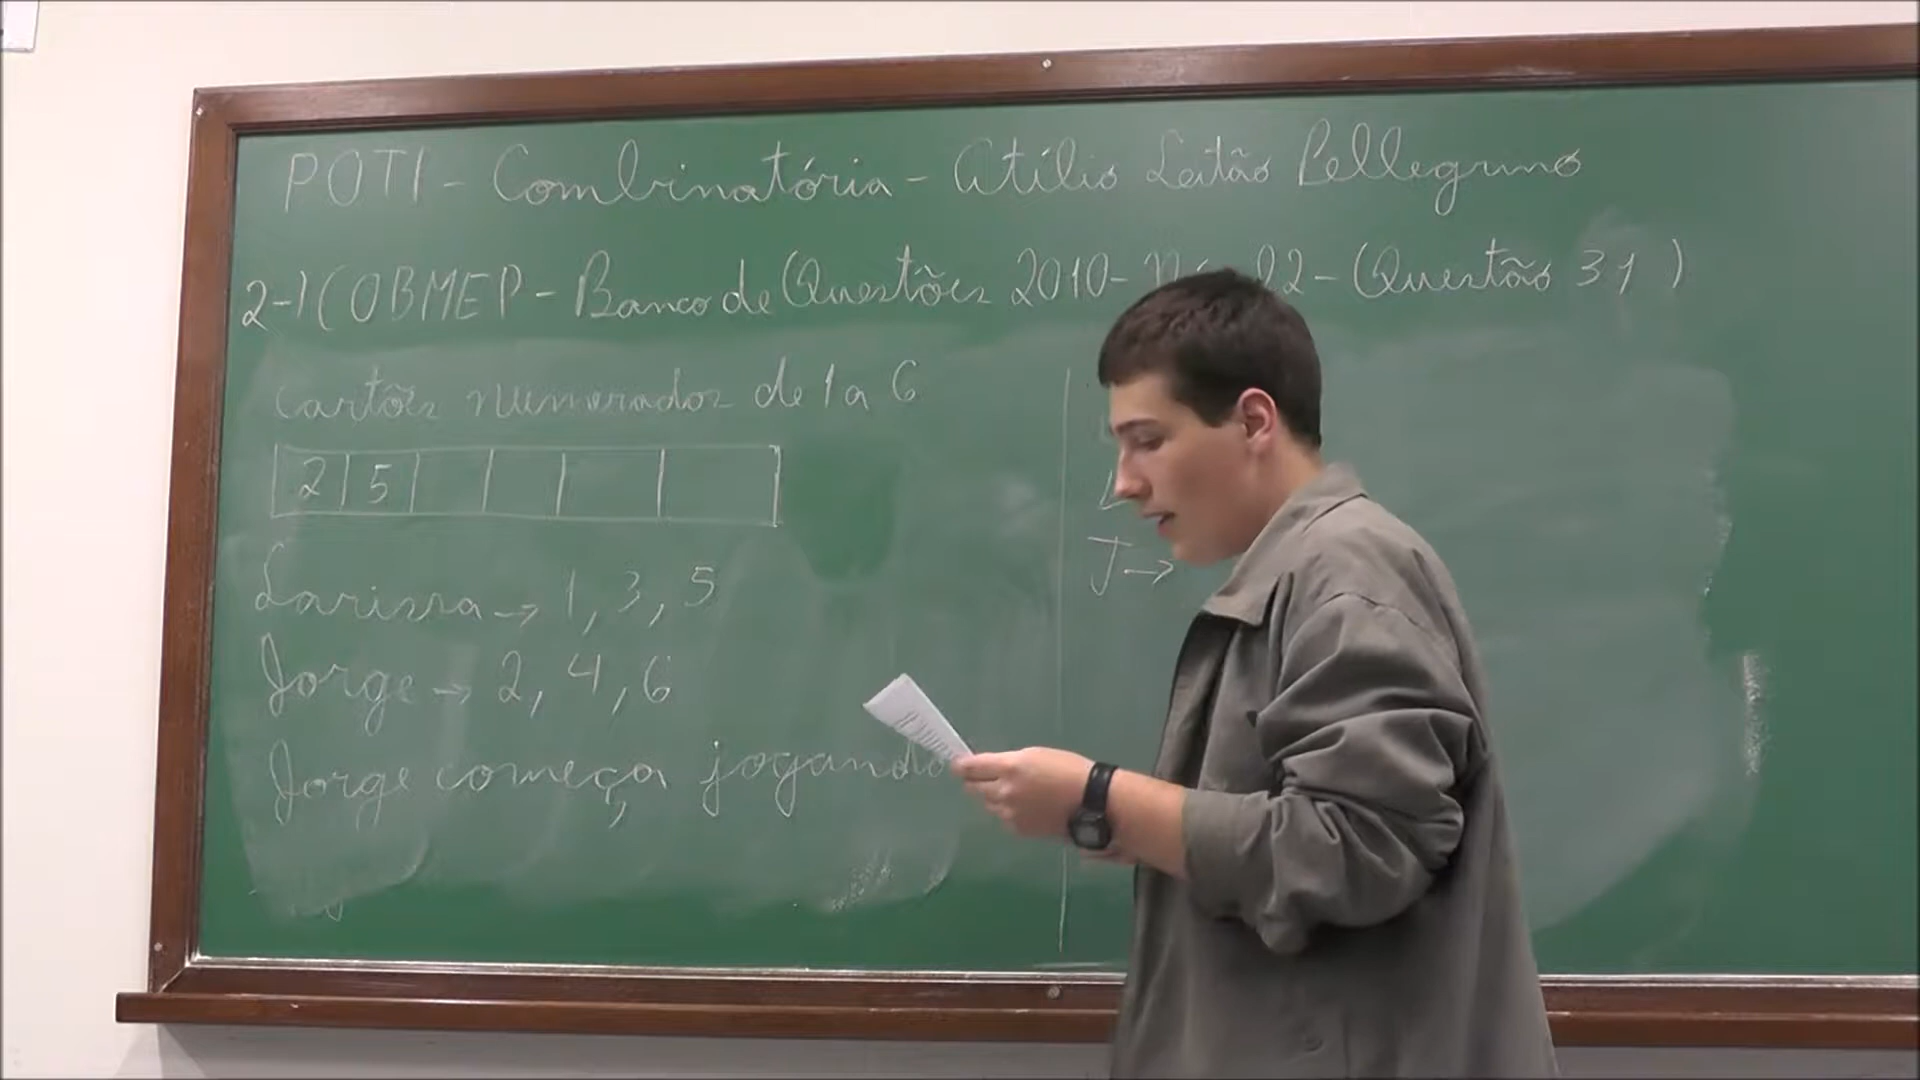 POTI - Combinatória - Atílio Leitão Pellegrino
2-) (OBMEP - Banco de Questões 2010- 2 - (Questão 31)
Cartões numerados de 1 a 6
2 5
Larissa → 1, 3, 5
Jorge → 2, 4, 6
Jorge começa jogando
L
J →